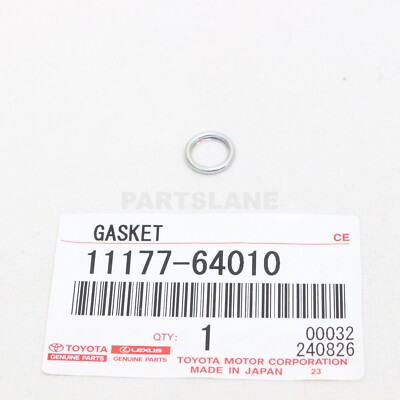 PARTSLANE
GASKET CE
11177-64010
TOYOTA LEXUS QTY: 1 00032
GENUINE PARTS GENUINE PARTS 240826
TOYOTA MOTOR CORPORATION
MADE IN JAPAN 23